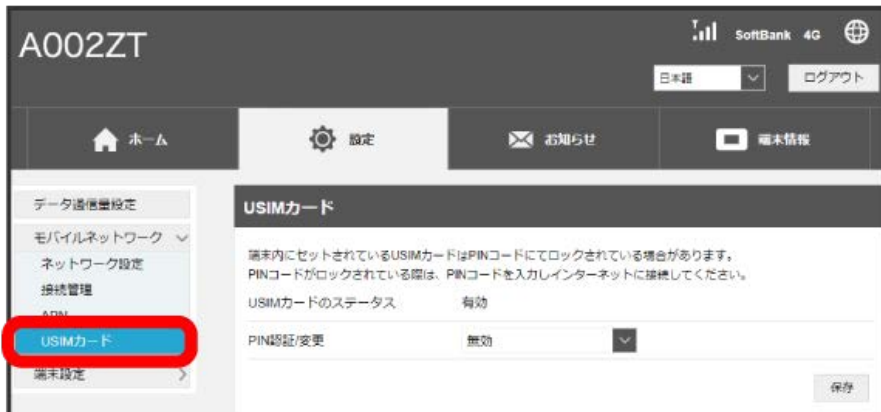 A002ZT
SoftBank 4G
日本語
ログアウト
ホーム
設定
お知らせ
端末情報
データ通信量設定
モバイルネットワーク
ネットワーク設定
接続管理
APN
USIMカード
端末設定
USIMカード
端末内にセットされているUSIMカードはPINコードにてロックされている場合があります。
PINコードがロックされている際は、PINコードを入力しインターネットに接続してください。
USIMカードのステータス 有効
PIN認証/変更 無効
保存